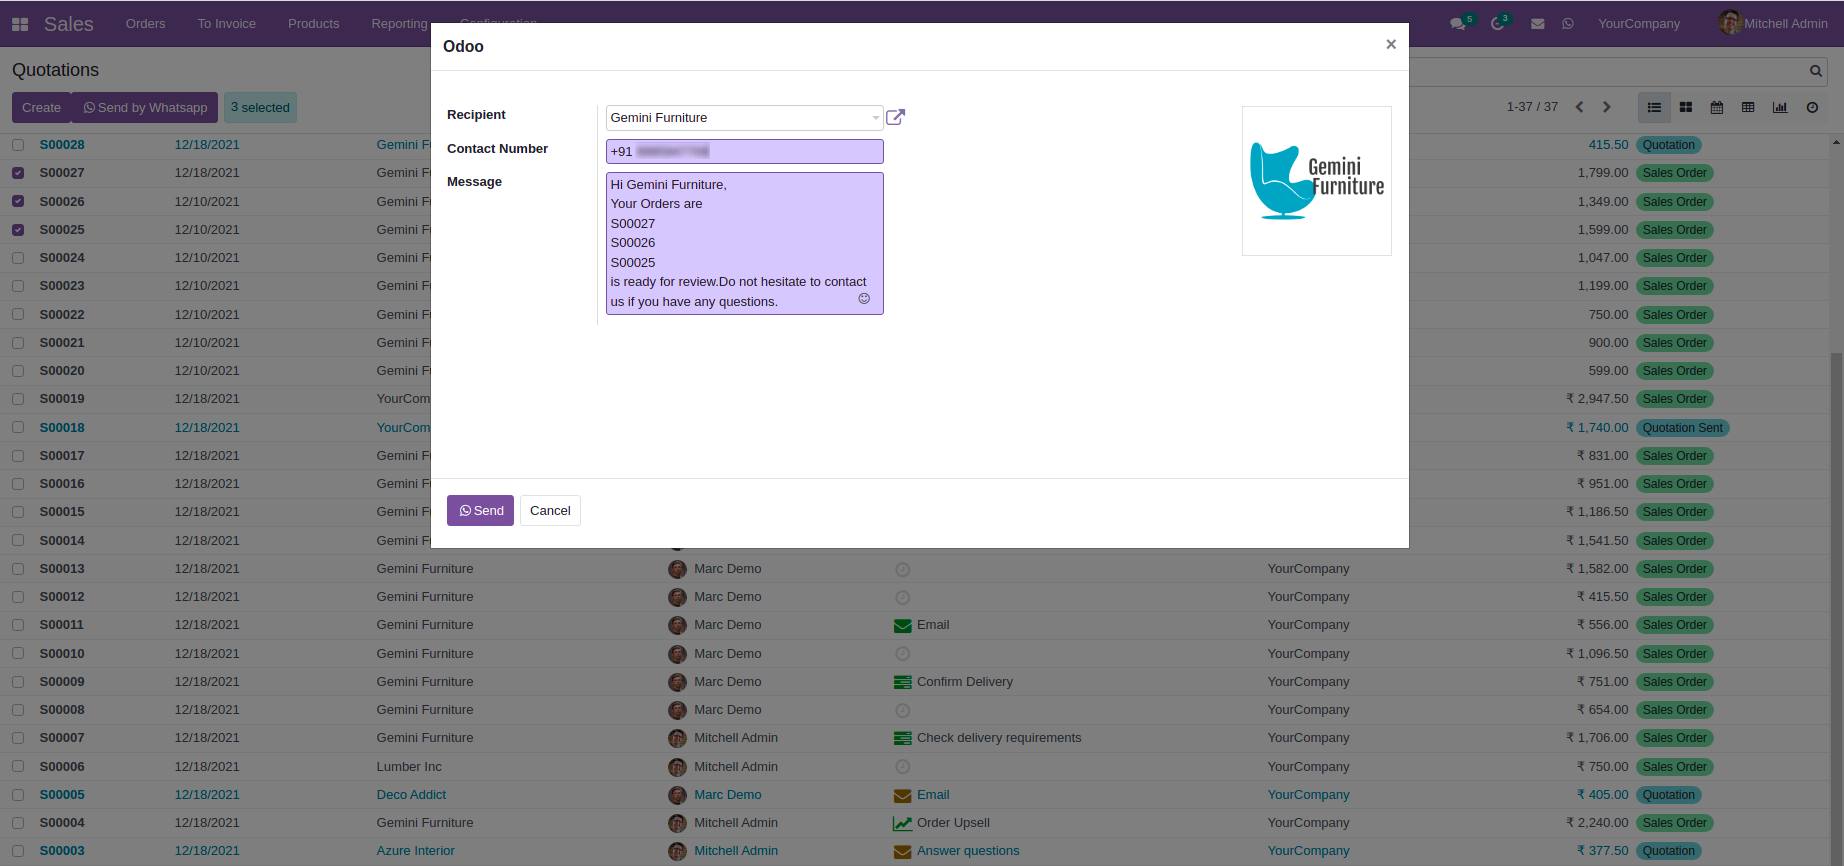 Sales Orders To Invoice Products Reporting Configuration 5 3 YourCompany Mitchell Admin
Quotations
Create Send by Whatsapp 3 selected 1-37 / 37
Odoo ×
Recipient Gemini Furniture
Contact Number +91
Message Hi Gemini Furniture,
Your Orders are
S00027
S00026
S00025
is ready for review.Do not hesitate to contact
us if you have any questions.
Gemini
Furniture
Send Cancel
S00028 12/18/2021 Gemini F 415.50 Quotation
S00027 12/18/2021 Gemini F 1,799.00 Sales Order
S00026 12/10/2021 Gemini F 1,349.00 Sales Order
S00025 12/10/2021 Gemini F 1,599.00 Sales Order
S00024 12/10/2021 Gemini F 1,047.00 Sales Order
S00023 12/10/2021 Gemini F 1,199.00 Sales Order
S00022 12/10/2021 Gemini F 750.00 Sales Order
S00021 12/10/2021 Gemini F 900.00 Sales Order
S00020 12/10/2021 Gemini F 599.00 Sales Order
S00019 12/18/2021 YourCom ₹ 2,947.50 Sales Order
S00018 12/18/2021 YourCom ₹ 1,740.00 Quotation Sent
S00017 12/18/2021 Gemini F ₹ 831.00 Sales Order
S00016 12/18/2021 Gemini F ₹ 951.00 Sales Order
S00015 12/18/2021 Gemini F ₹ 1,186.50 Sales Order
S00014 12/18/2021 Gemini F ₹ 1,541.50 Sales Order
S00013 12/18/2021 Gemini Furniture Marc Demo YourCompany ₹ 1,582.00 Sales Order
S00012 12/18/2021 Gemini Furniture Marc Demo YourCompany ₹ 415.50 Sales Order
S00011 12/18/2021 Gemini Furniture Marc Demo Email YourCompany ₹ 556.00 Sales Order
S00010 12/18/2021 Gemini Furniture Marc Demo YourCompany ₹ 1,096.50 Sales Order
S00009 12/18/2021 Gemini Furniture Marc Demo Confirm Delivery YourCompany ₹ 751.00 Sales Order
S00008 12/18/2021 Gemini Furniture Marc Demo YourCompany ₹ 654.00 Sales Order
S00007 12/18/2021 Gemini Furniture Mitchell Admin Check delivery requirements YourCompany ₹ 1,706.00 Sales Order
S00006 12/18/2021 Lumber Inc Mitchell Admin YourCompany ₹ 750.00 Sales Order
S00005 12/18/2021 Deco Addict Marc Demo Email YourCompany ₹ 405.00 Quotation
S00004 12/18/2021 Gemini Furniture Mitchell Admin Order Upsell YourCompany ₹ 2,240.00 Sales Order
S00003 12/18/2021 Azure Interior Mitchell Admin Answer questions YourCompany ₹ 377.50 Quotation